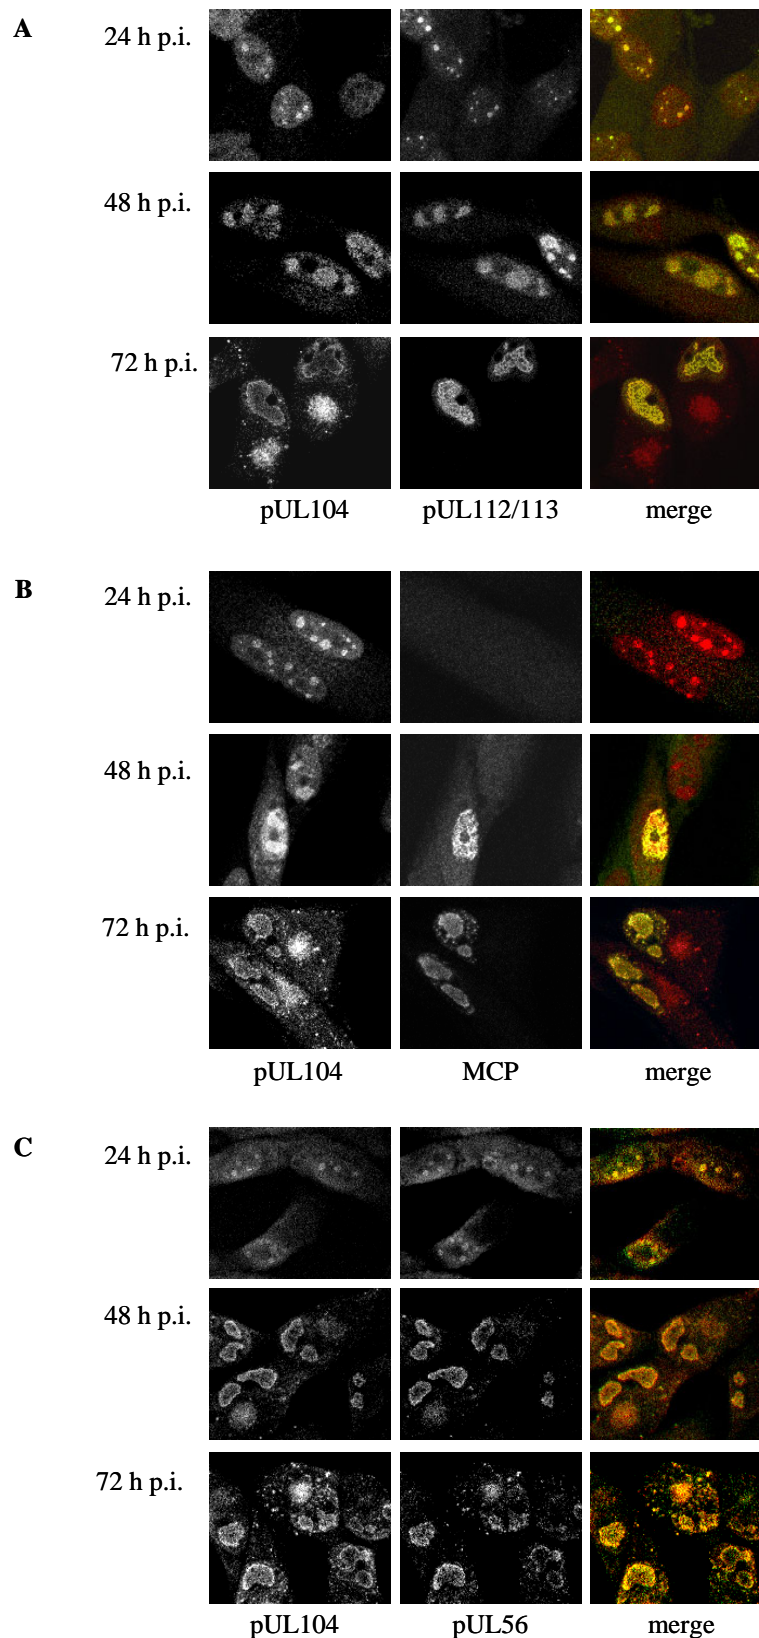 A
24 h p.i.
48 h p.i.
72 h p.i.
pUL104 pUL112/113 merge
B
24 h p.i.
48 h p.i.
72 h p.i.
pUL104 MCP merge
C
24 h p.i.
48 h p.i.
72 h p.i.
pUL104 pUL56 merge